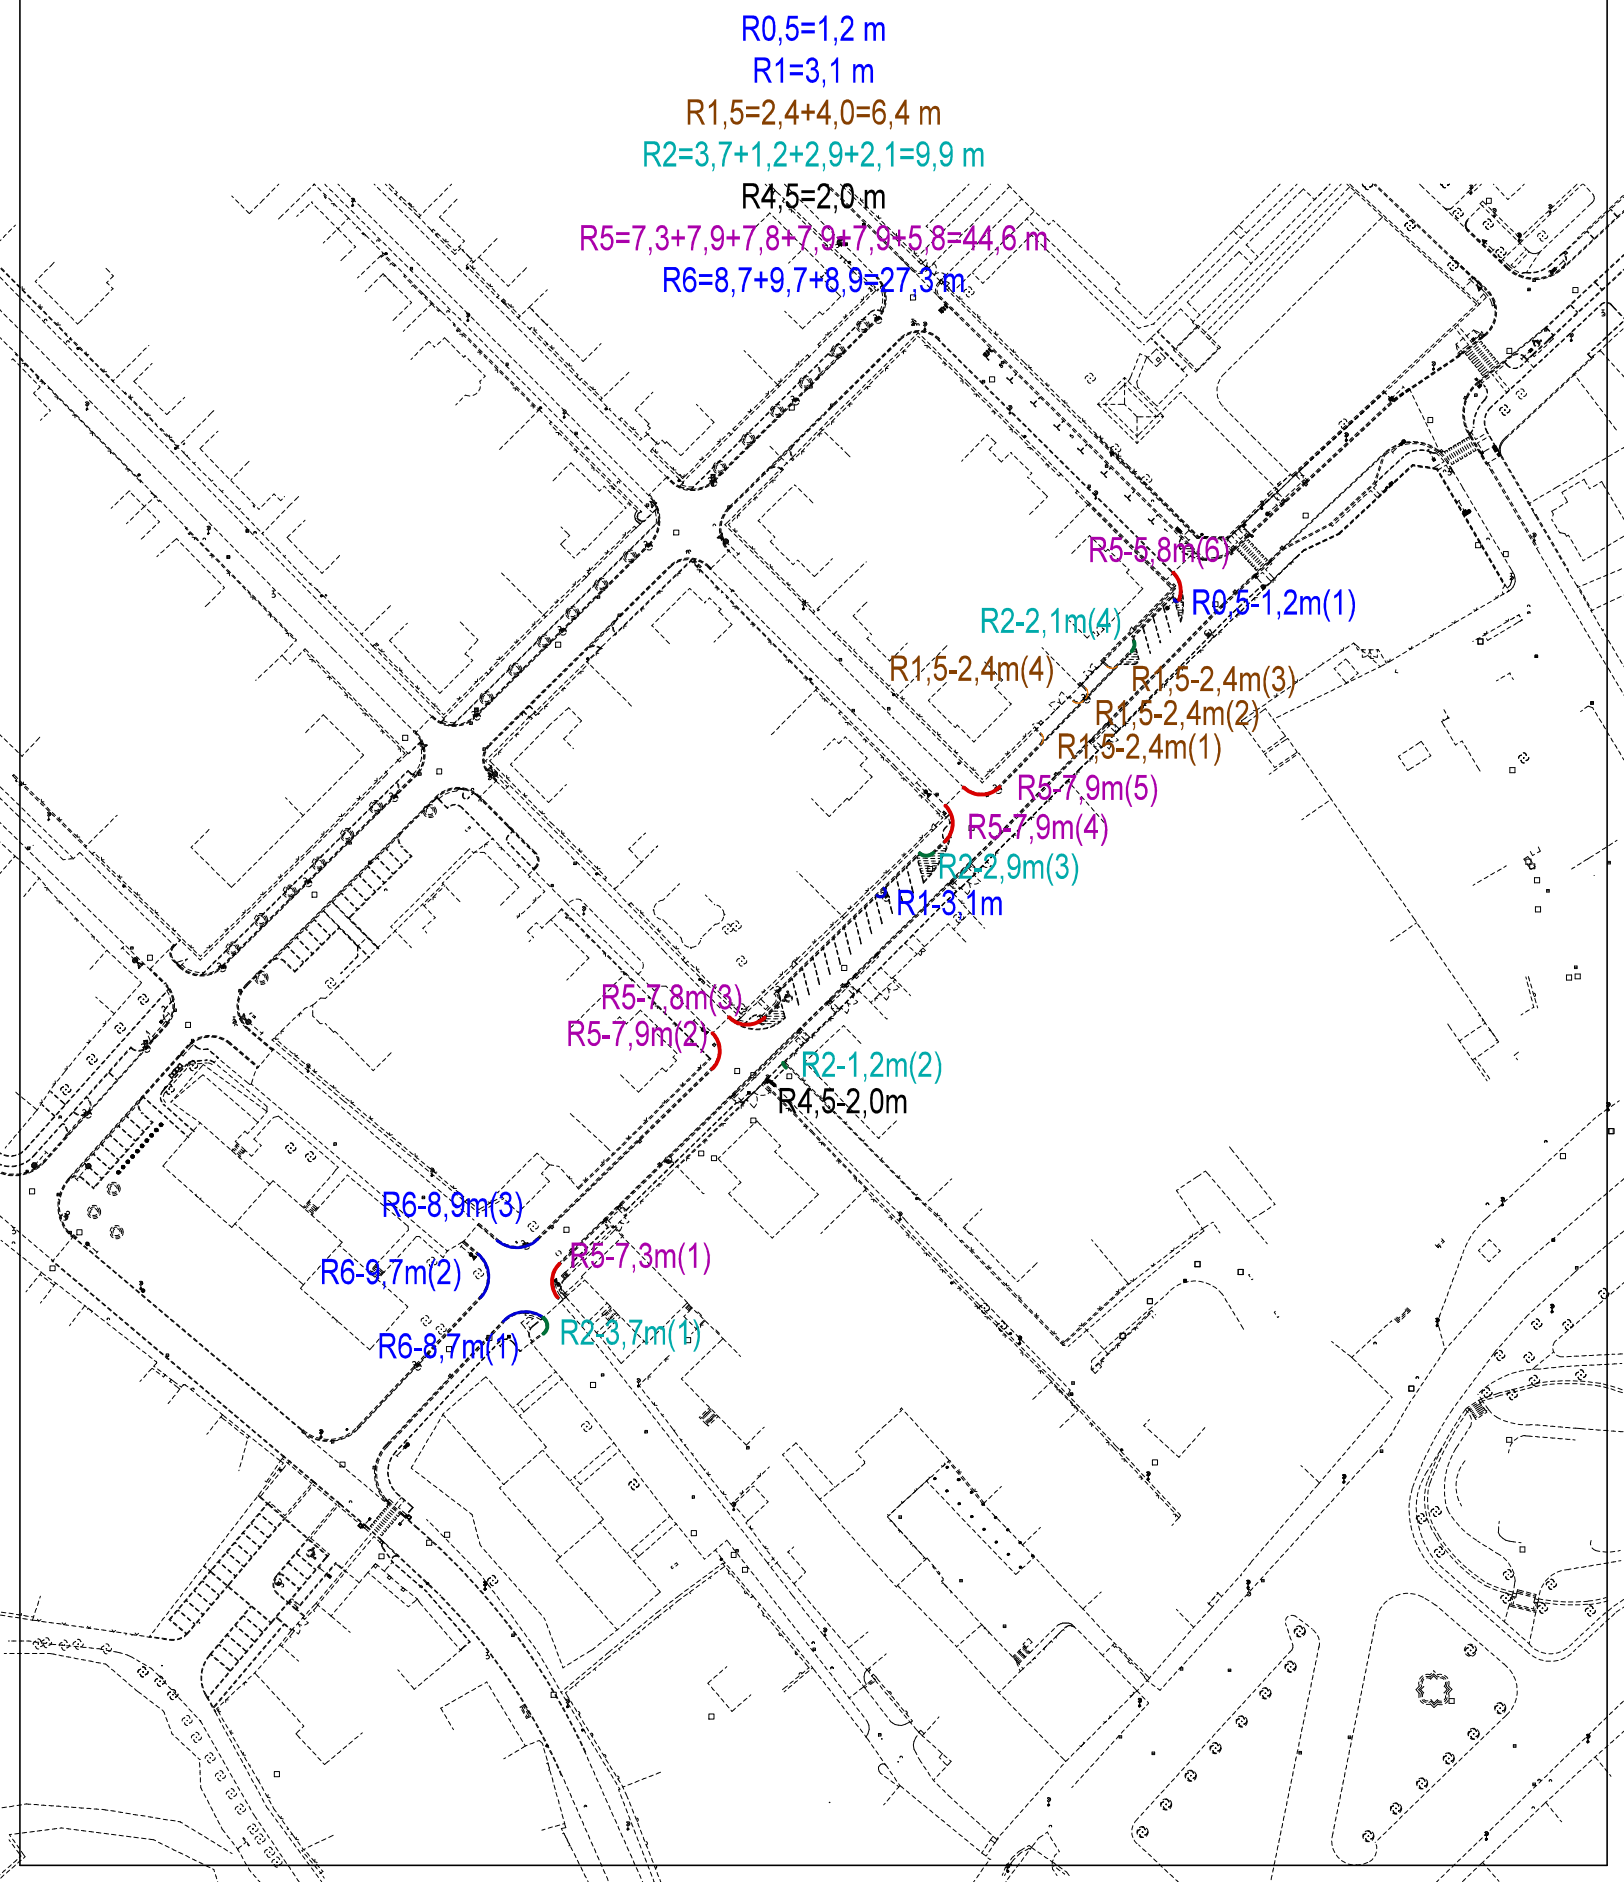 R0,5=1,2 m
R1=3,1 m
R1,5=2,4+4,0=6,4 m
R2=3,7+1,2+2,9+2,1=9,9 m
R4,5=2,0 m
R5=7,3+7,9+7,8+7,9+7,9+5,8=44,6 m
R6=8,7+9,7+8,9=27,3 m
R5-5,8m(6)
R0,5-1,2m(1)
R2-2,1m(4)
R1,5-2,4m(4)
R1,5-2,4m(3)
R1,5-2,4m(2)
R1,5-2,4m(1)
R5-7,9m(5)
R5-7,9m(4)
R2-2,9m(3)
R1-3,1m
R5-7,8m(3)
R5-7,9m(2)
R2-1,2m(2)
R4,5-2,0m
R6-8,9m(3)
R5-7,3m(1)
R6-9,7m(2)
R2-3,7m(1)
R6-8,7m(1)